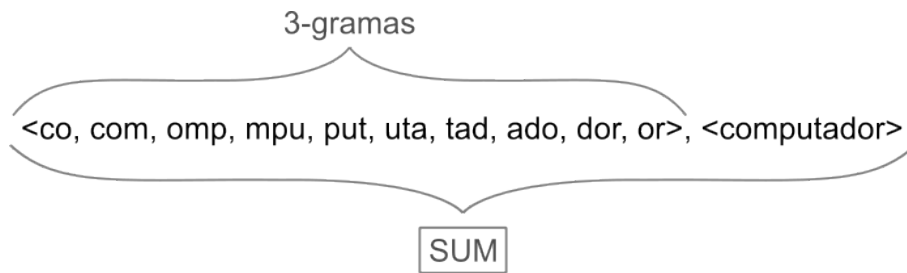 3-gramas
<co, com, omp, mpu, put, uta, tad, ado, dor, or>, <computador>
SUM